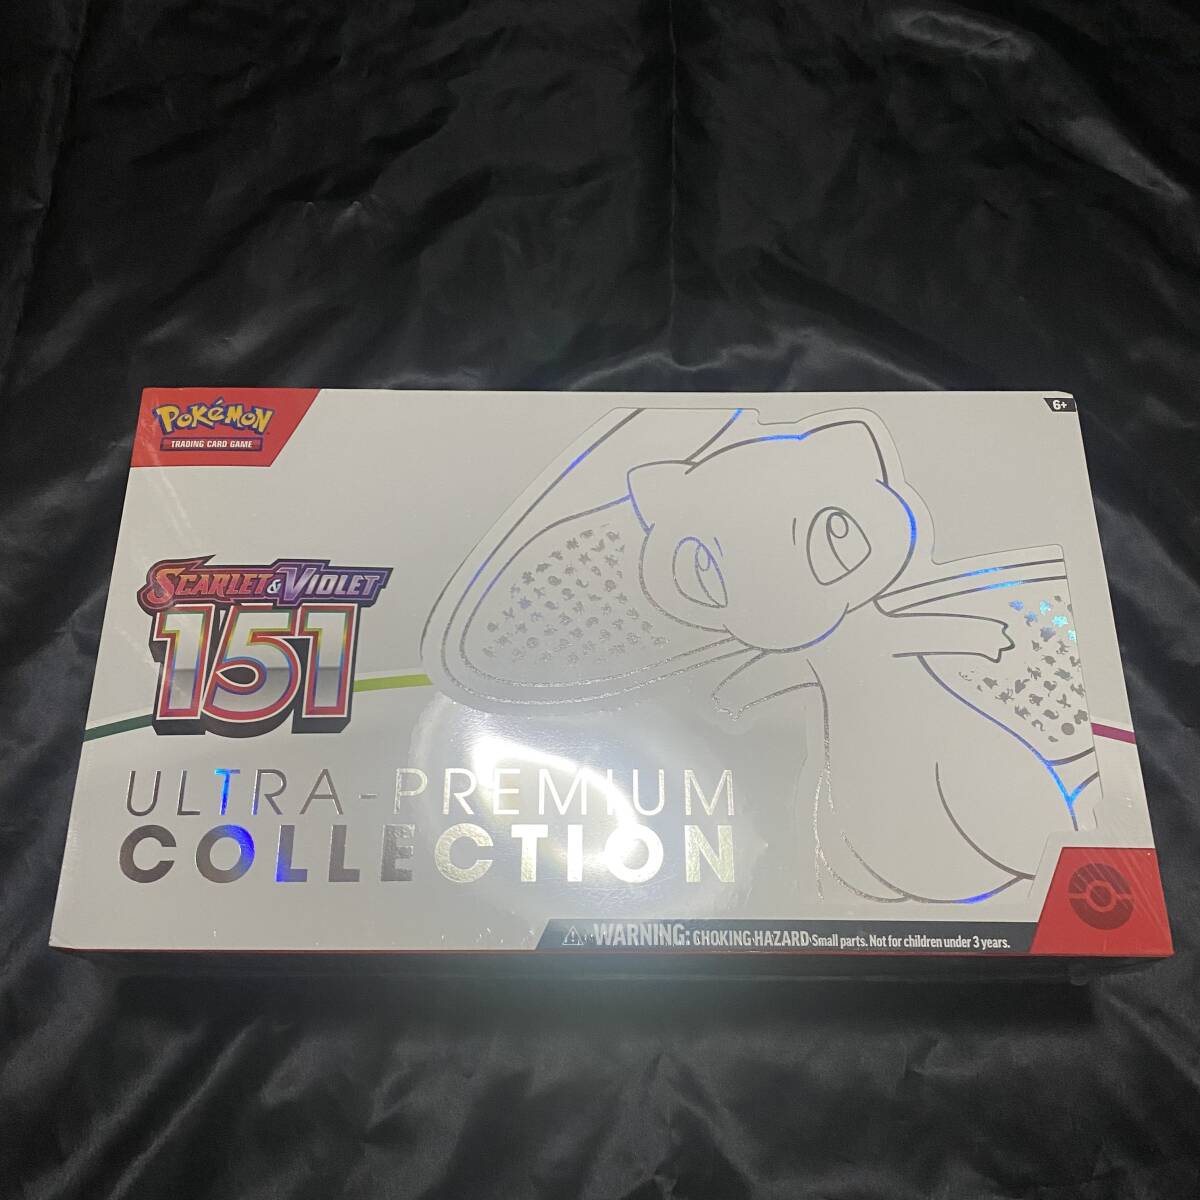 POKéMON
TRADING CARD GAME
6+
SCARLET & VIOLET
151
ULTRA-PREMIUM
COLLECTION
WARNING: CHOKING HAZARD Small parts. Not for children under 3 years.